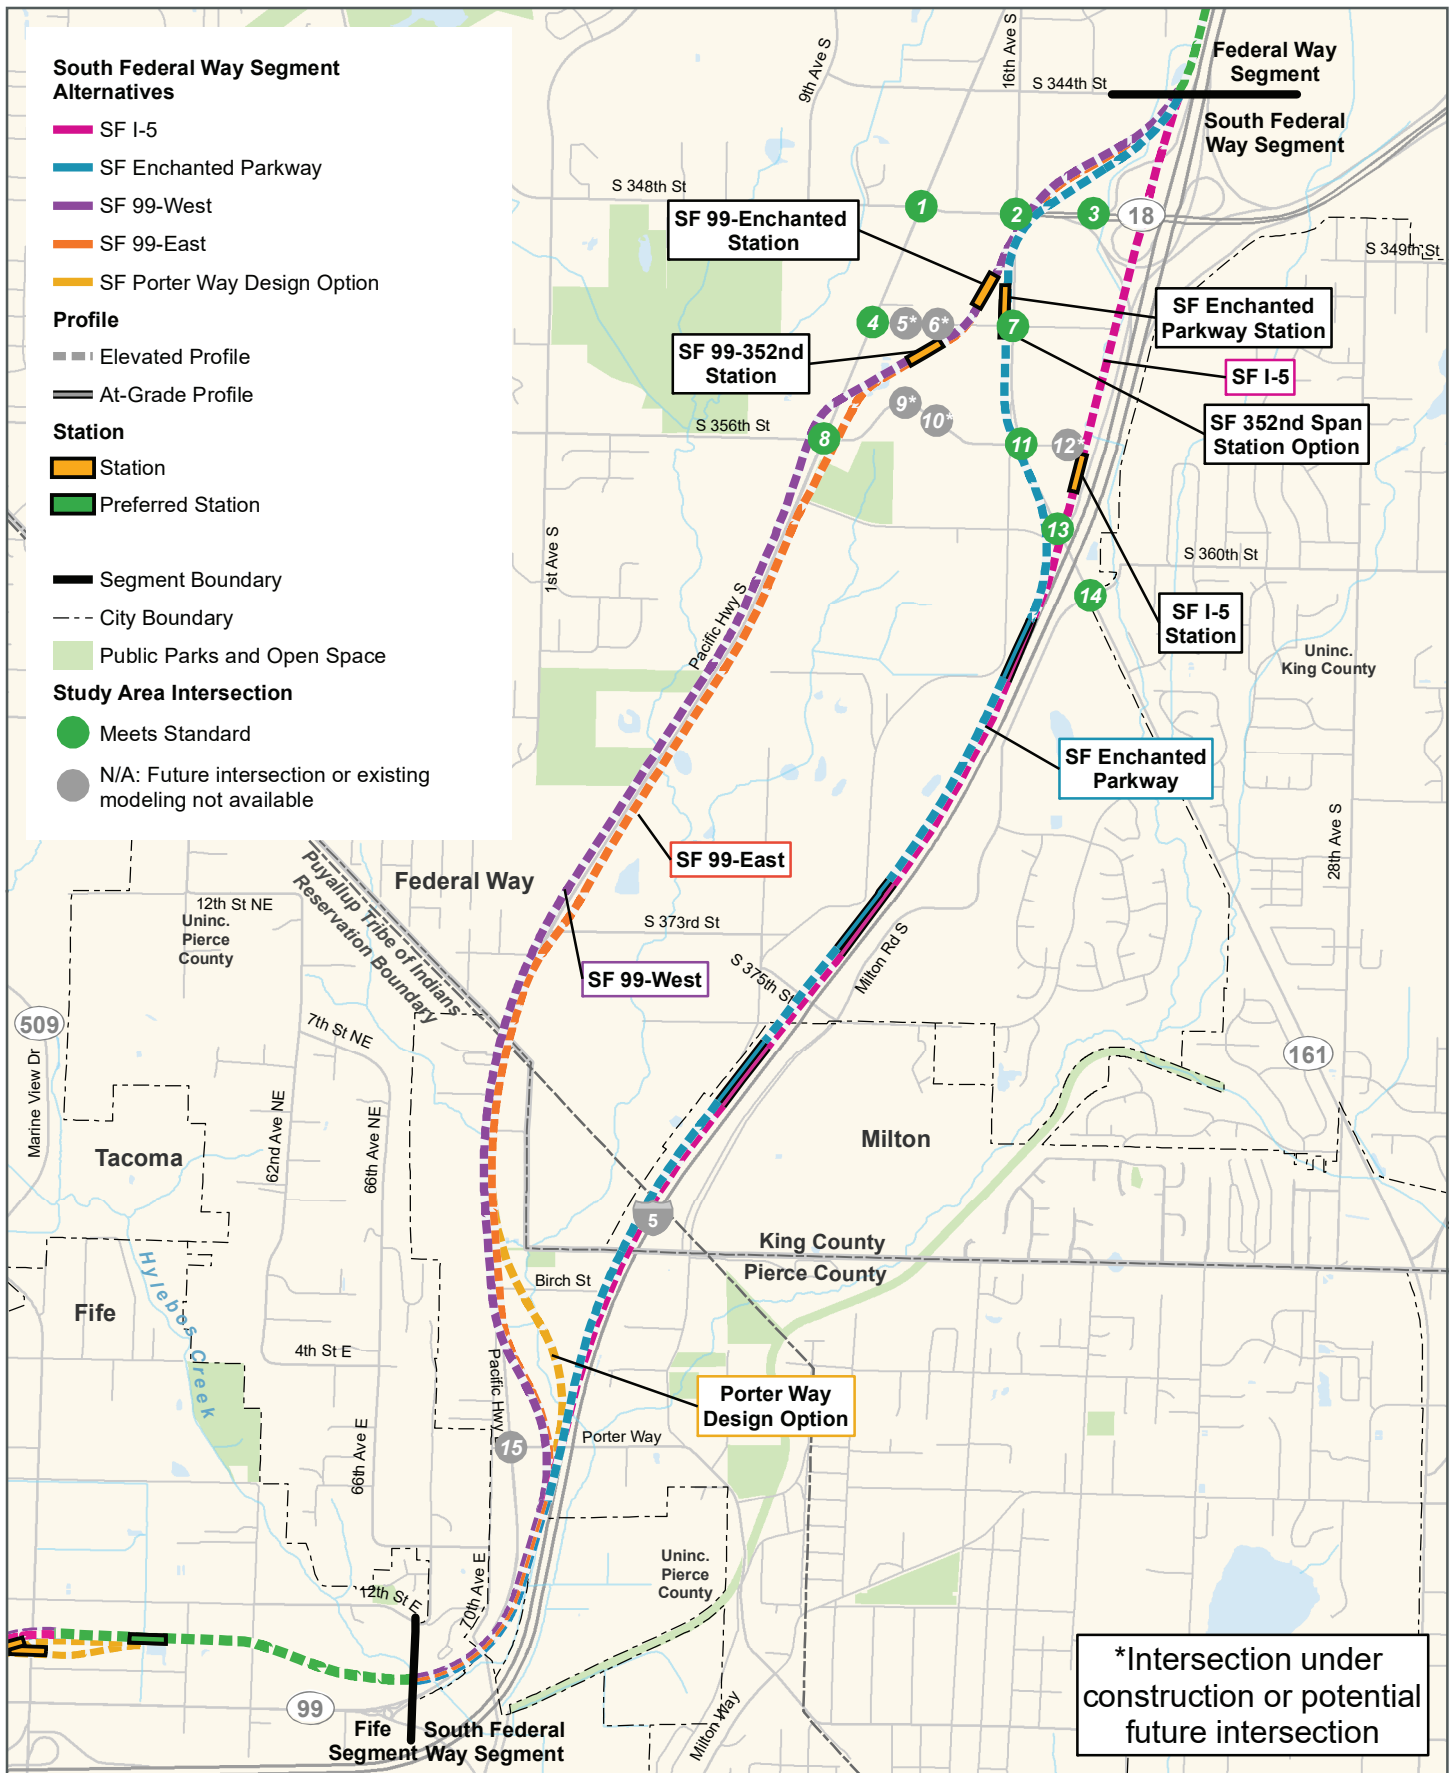 South Federal Way Segment
Alternatives
SF I-5
SF Enchanted Parkway
SF 99-West
SF 99-East
SF Porter Way Design Option
Profile
Elevated Profile
At-Grade Profile
Station
Station
Preferred Station
Segment Boundary
City Boundary
Public Parks and Open Space
Study Area Intersection
Meets Standard
N/A: Future intersection or existing
modeling not available
9th Ave S
16th Ave S
S 344th St
Federal Way
Segment
South Federal
Way Segment
S 348th St
1
2
3
18
S 349th St
SF 99-Enchanted
Station
SF Enchanted
Parkway Station
4
5*
6*
7
SF 99-352nd
Station
SF I-5
9*
10*
SF 352nd Span
Station Option
S 356th St
8
11
12*
13
1st Ave S
S 360th St
14
SF I-5
Station
Pacific Hwy S
Uninc.
King County
SF Enchanted
Parkway
28th Ave S
SF 99-East
Federal Way
Puyallup Tribe of Indians
Reservation Boundary
12th St NE
Uninc.
Pierce
County
S 373rd St
SF 99-West
S 375th St
Milton Rd S
509
Marine View Dr
7th St NE
161
62nd Ave NE
66th Ave NE
Tacoma
Milton
5
King County
Pierce County
Hylebos Creek
Birch St
Fife
4th St E
Pacific Hwy
Porter Way
Design Option
66th Ave E
15
Porter Way
Uninc.
Pierce
County
12th St E
70th Ave E
99
Fife
Segment
South Federal
Way Segment
Milton Way
*Intersection under
construction or potential
future intersection